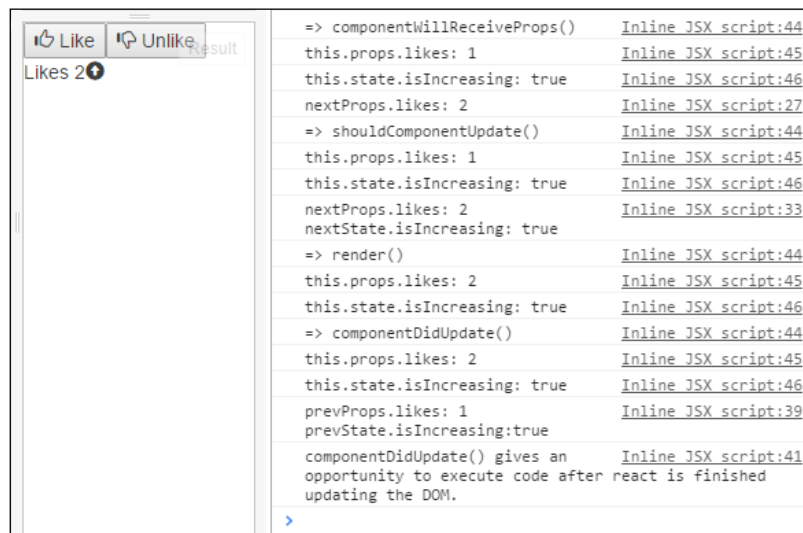 Like Unlike
Result
Likes 2
=> componentWillReceiveProps() Inline JSX script:44
this.props.likes: 1 Inline JSX script:45
this.state.isIncreasing: true Inline JSX script:46
nextProps.likes: 2 Inline JSX script:27
=> shouldComponentUpdate() Inline JSX script:44
this.props.likes: 1 Inline JSX script:45
this.state.isIncreasing: true Inline JSX script:46
nextProps.likes: 2 Inline JSX script:33
nextState.isIncreasing: true
=> render() Inline JSX script:44
this.props.likes: 2 Inline JSX script:45
this.state.isIncreasing: true Inline JSX script:46
=> componentDidUpdate() Inline JSX script:44
this.props.likes: 2 Inline JSX script:45
this.state.isIncreasing: true Inline JSX script:46
prevProps.likes: 1 Inline JSX script:39
prevState.isIncreasing:true
componentDidUpdate() gives an Inline JSX script:41
opportunity to execute code after react is finished
updating the DOM.
>